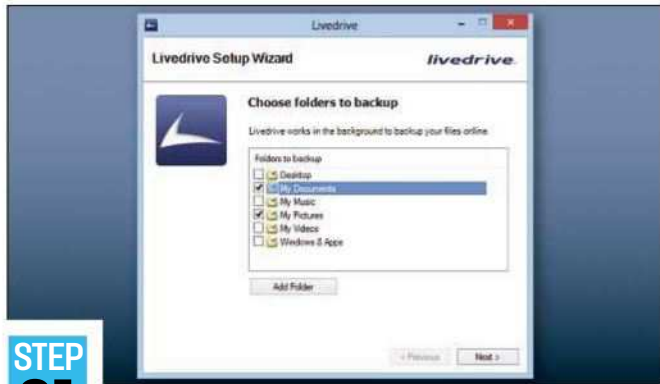 Livedrive
Livedrive Setup Wizard
livedrive
Choose folders to backup
Livedrive works in the background to backup your files online.
Folders to backup
Desktop
My Documents
My Music
My Pictures
My Videos
Windows 8 Apps
Add Folder
< Previous
Next >
STEP